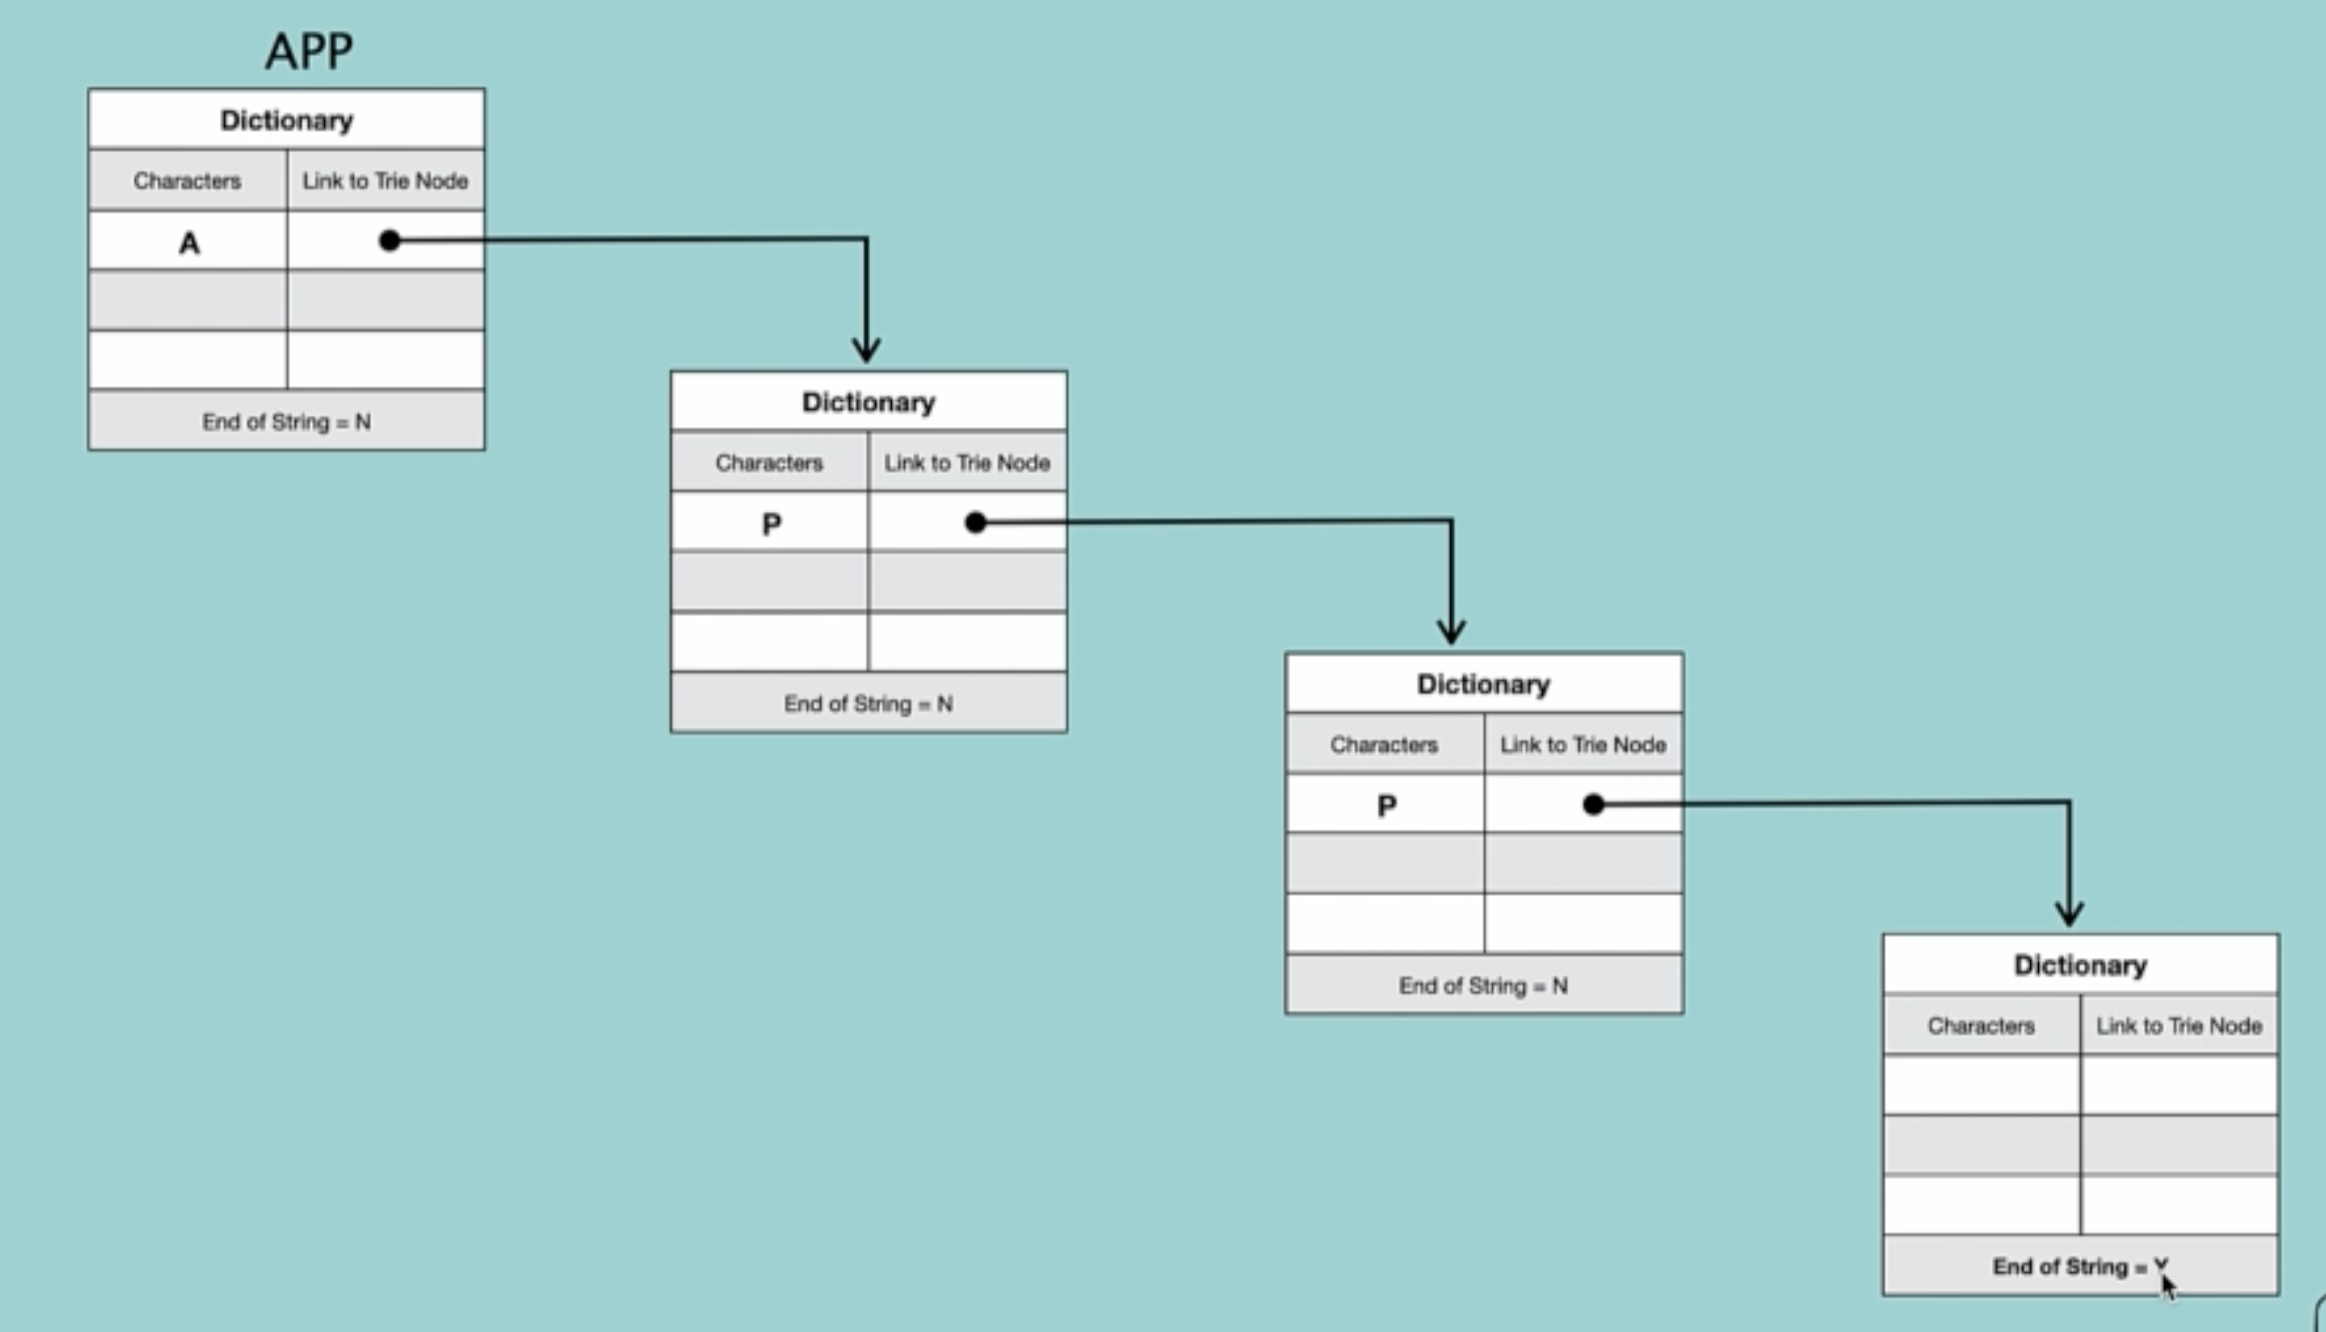 APP
Dictionary
Characters Link to Trie Node
A
End of String = N
Dictionary
Characters Link to Trie Node
P
End of String = N
Dictionary
Characters Link to Trie Node
P
End of String = N
Dictionary
Characters Link to Trie Node
End of String = Y